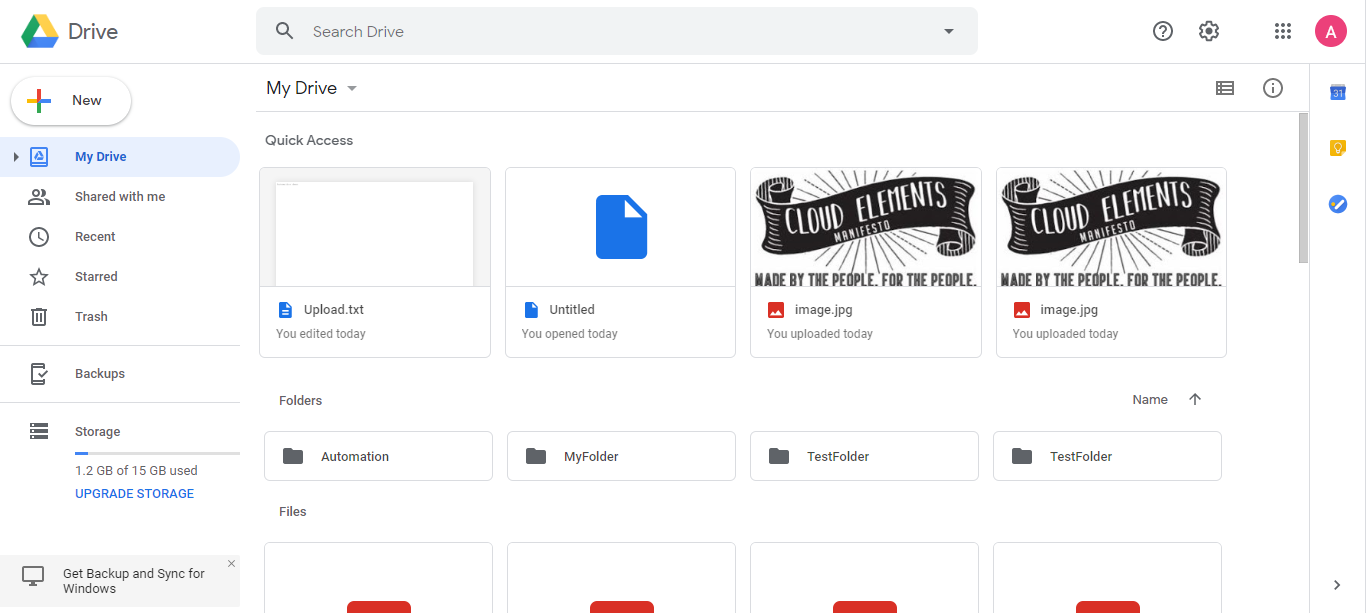 Drive
Search Drive
A
New
My Drive
31
Quick Access
My Drive
Shared with me
Recent
Starred
Trash
CLOUD ELEMENTS
MANIFESTO
MADE BY THE PEOPLE. FOR THE PEOPLE.
CLOUD ELEMENTS
MANIFESTO
MADE BY THE PEOPLE. FOR THE PEOPLE.
Upload.txt
You edited today
Untitled
You opened today
image.jpg
You uploaded today
image.jpg
You uploaded today
Backups
Storage
1.2 GB of 15 GB used
UPGRADE STORAGE
Folders
Name
Automation
MyFolder
TestFolder
TestFolder
Files
Get Backup and Sync for
Windows